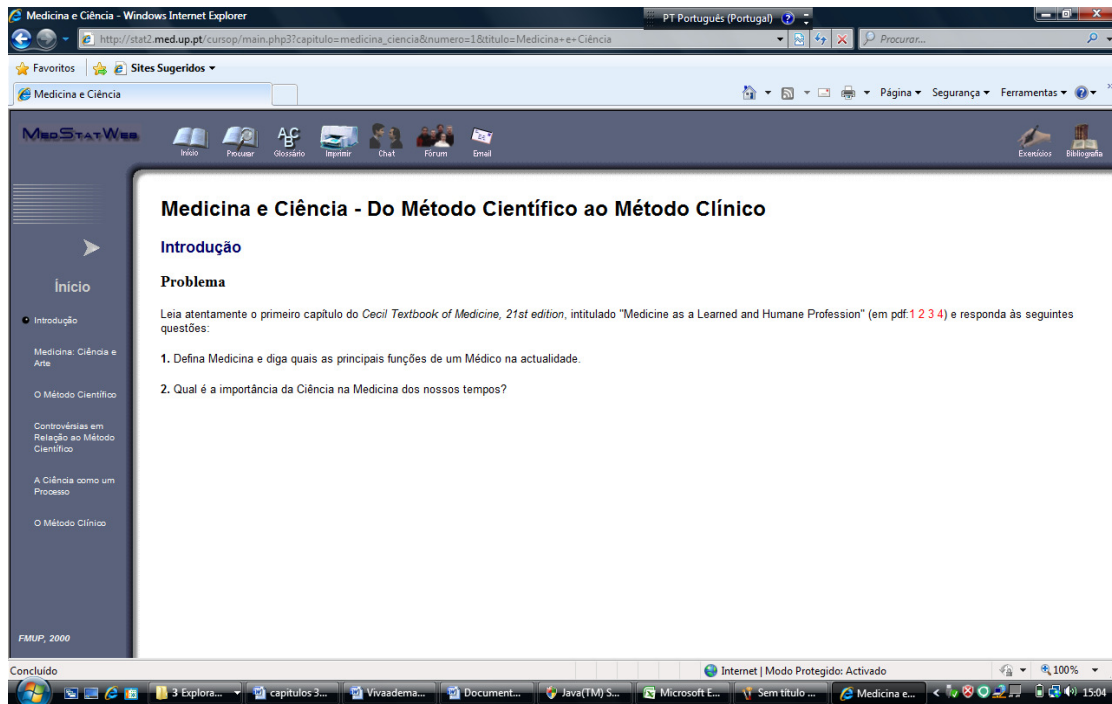 Medicina e Ciência - Windows Internet Explorer
PT Português (Portugal)
http://stat2.med.up.pt/cursop/main.php3?capitulo=medicina_ciencia&numero=1&titulo=Medicina+e+Ciência
Procurar...
Favoritos
Sites Sugeridos
Medicina e Ciência
Página
Segurança
Ferramentas
MedStatWeb
Início
Procurar
Glossário
Imprimir
Chat
Fórum
Email
Exercícios
Bibliografia
Ínicio
Introdução
Medicina: Ciência e
Arte
O Método Científico
Controvérsias em
Relação ao Método
Científico
A Ciência como um
Processo
O Método Clínico
FMUP, 2000
Medicina e Ciência - Do Método Científico ao Método Clínico
Introdução
Problema
Leia atentamente o primeiro capítulo do Cecil Textbook of Medicine, 21st edition, intitulado "Medicine as a Learned and Humane Profession" (em pdf:1 2 3 4) e responda às seguintes
questões:
1. Defina Medicina e diga quais as principais funções de um Médico na actualidade.
2. Qual é a importância da Ciência na Medicina dos nossos tempos?
Concluído
Internet | Modo Protegido: Activado
100%
3 Explora...
capitulos 3...
Vivaadema...
Document...
Java(TM) S...
Microsoft E...
Sem título ...
Medicina e...
15:04